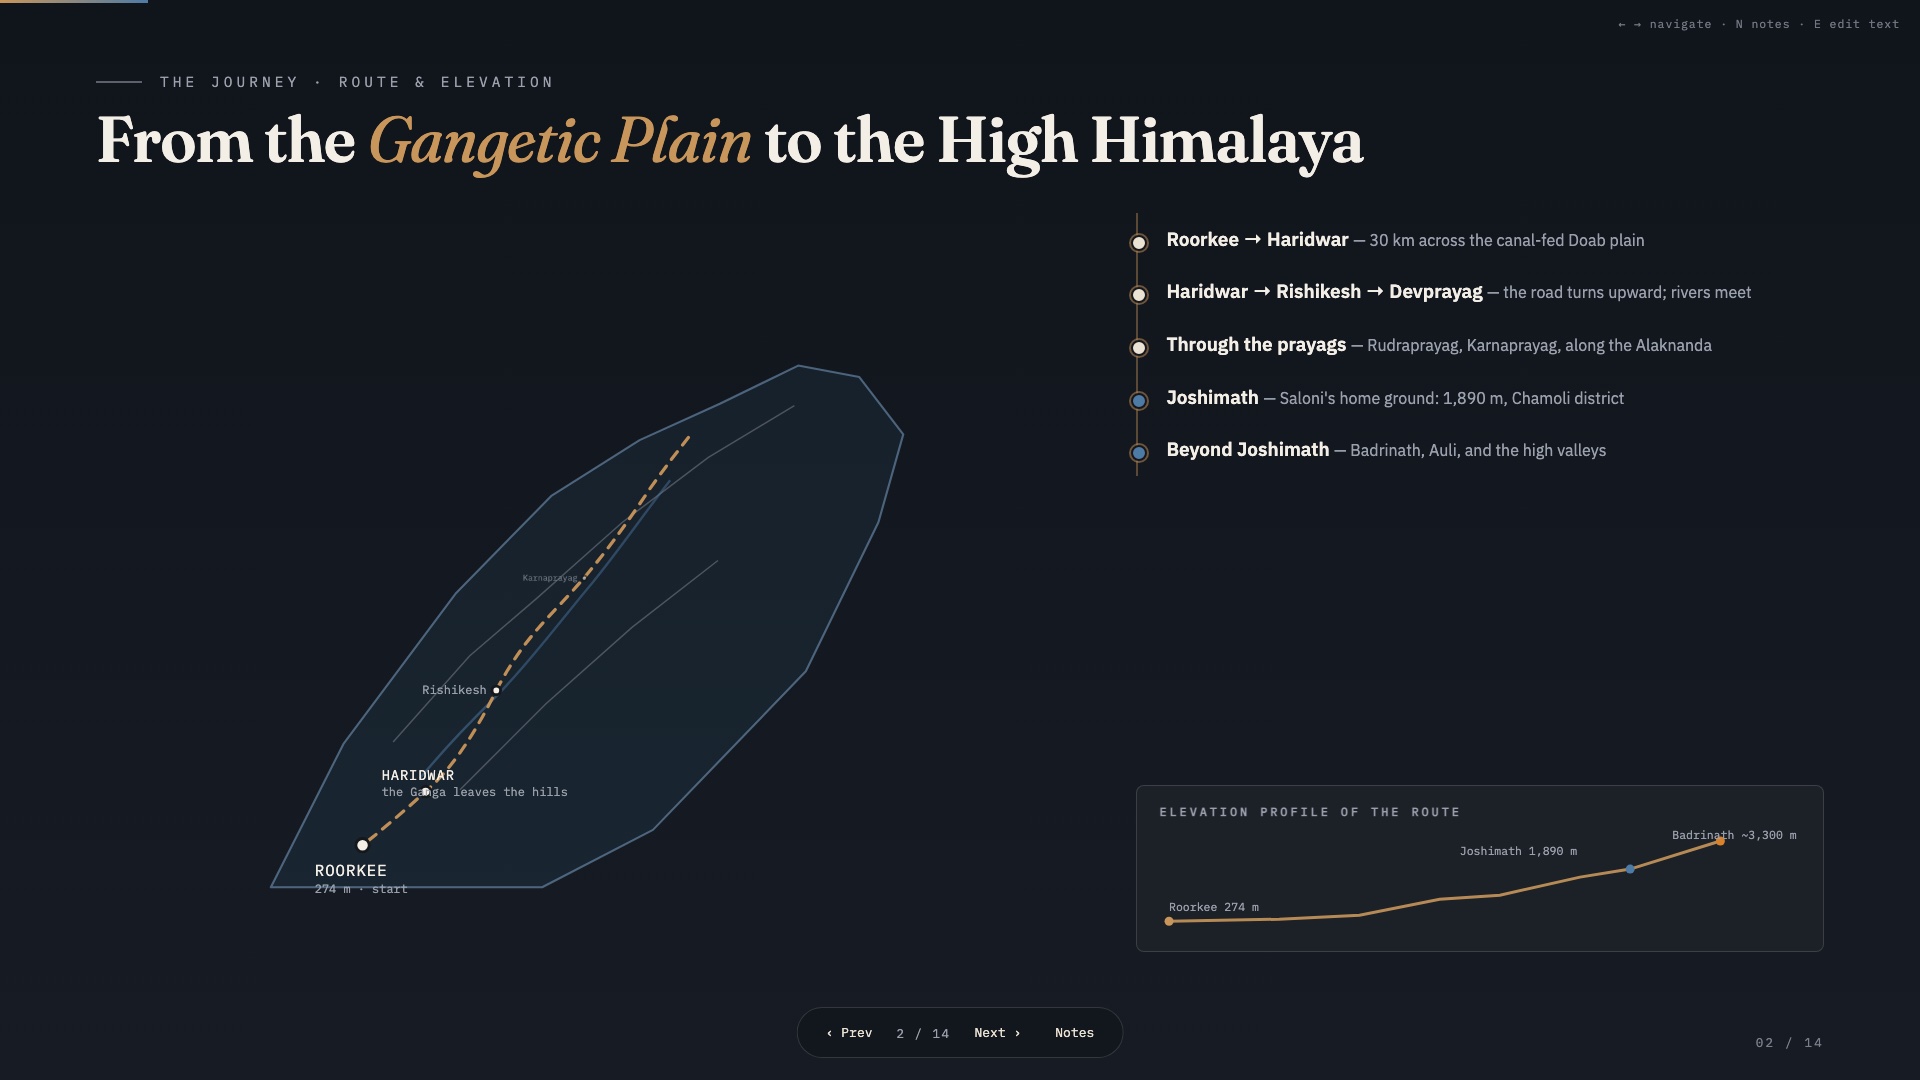 ← → navigate · N notes · E edit text
THE JOURNEY · ROUTE & ELEVATION
From the Gangetic Plain to the High Himalaya
Roorkee → Haridwar — 30 km across the canal-fed Doab plain
Haridwar → Rishikesh → Devprayag — the road turns upward; rivers meet
Through the prayags — Rudraprayag, Karnaprayag, along the Alaknanda
Joshimath — Saloni's home ground: 1,890 m, Chamoli district
Beyond Joshimath — Badrinath, Auli, and the high valleys
Karnaprayag
Rishikesh
HARIDWAR
the Ganga leaves the hills
ROORKEE
274 m · start
ELEVATION PROFILE OF THE ROUTE
Badrinath ~3,300 m
Joshimath 1,890 m
Roorkee 274 m
‹ Prev 2 / 14 Next › Notes
02 / 14